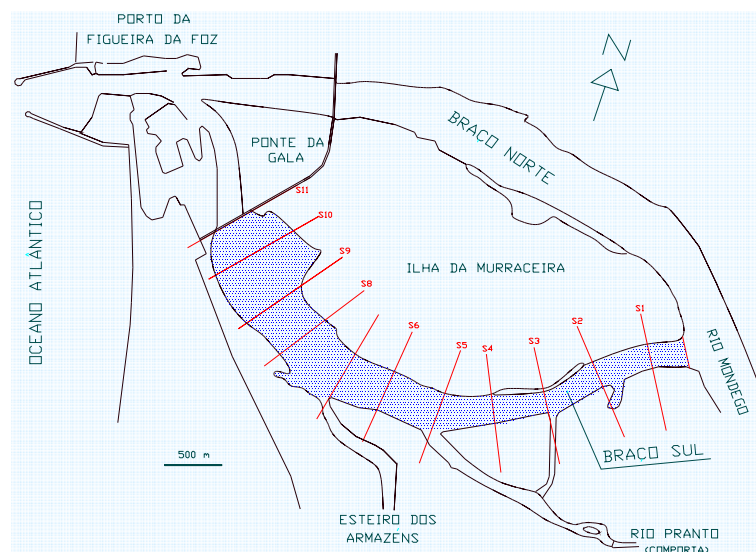 PORTO DA
FIGUEIRA DA FOZ
N
BRAÇO NORTE
PONTE DA
GALA
S11
S10
OCEANO ATLÂNTICO
S9
ILHA DA MURRACEIRA
S8
S1
S2
S6
S3
S5
S4
RIO MONDEGO
500 m
BRACO SUL
ESTEIRO DOS
ARMAZÉNS
RIO PRANTO
(COMPORTA)